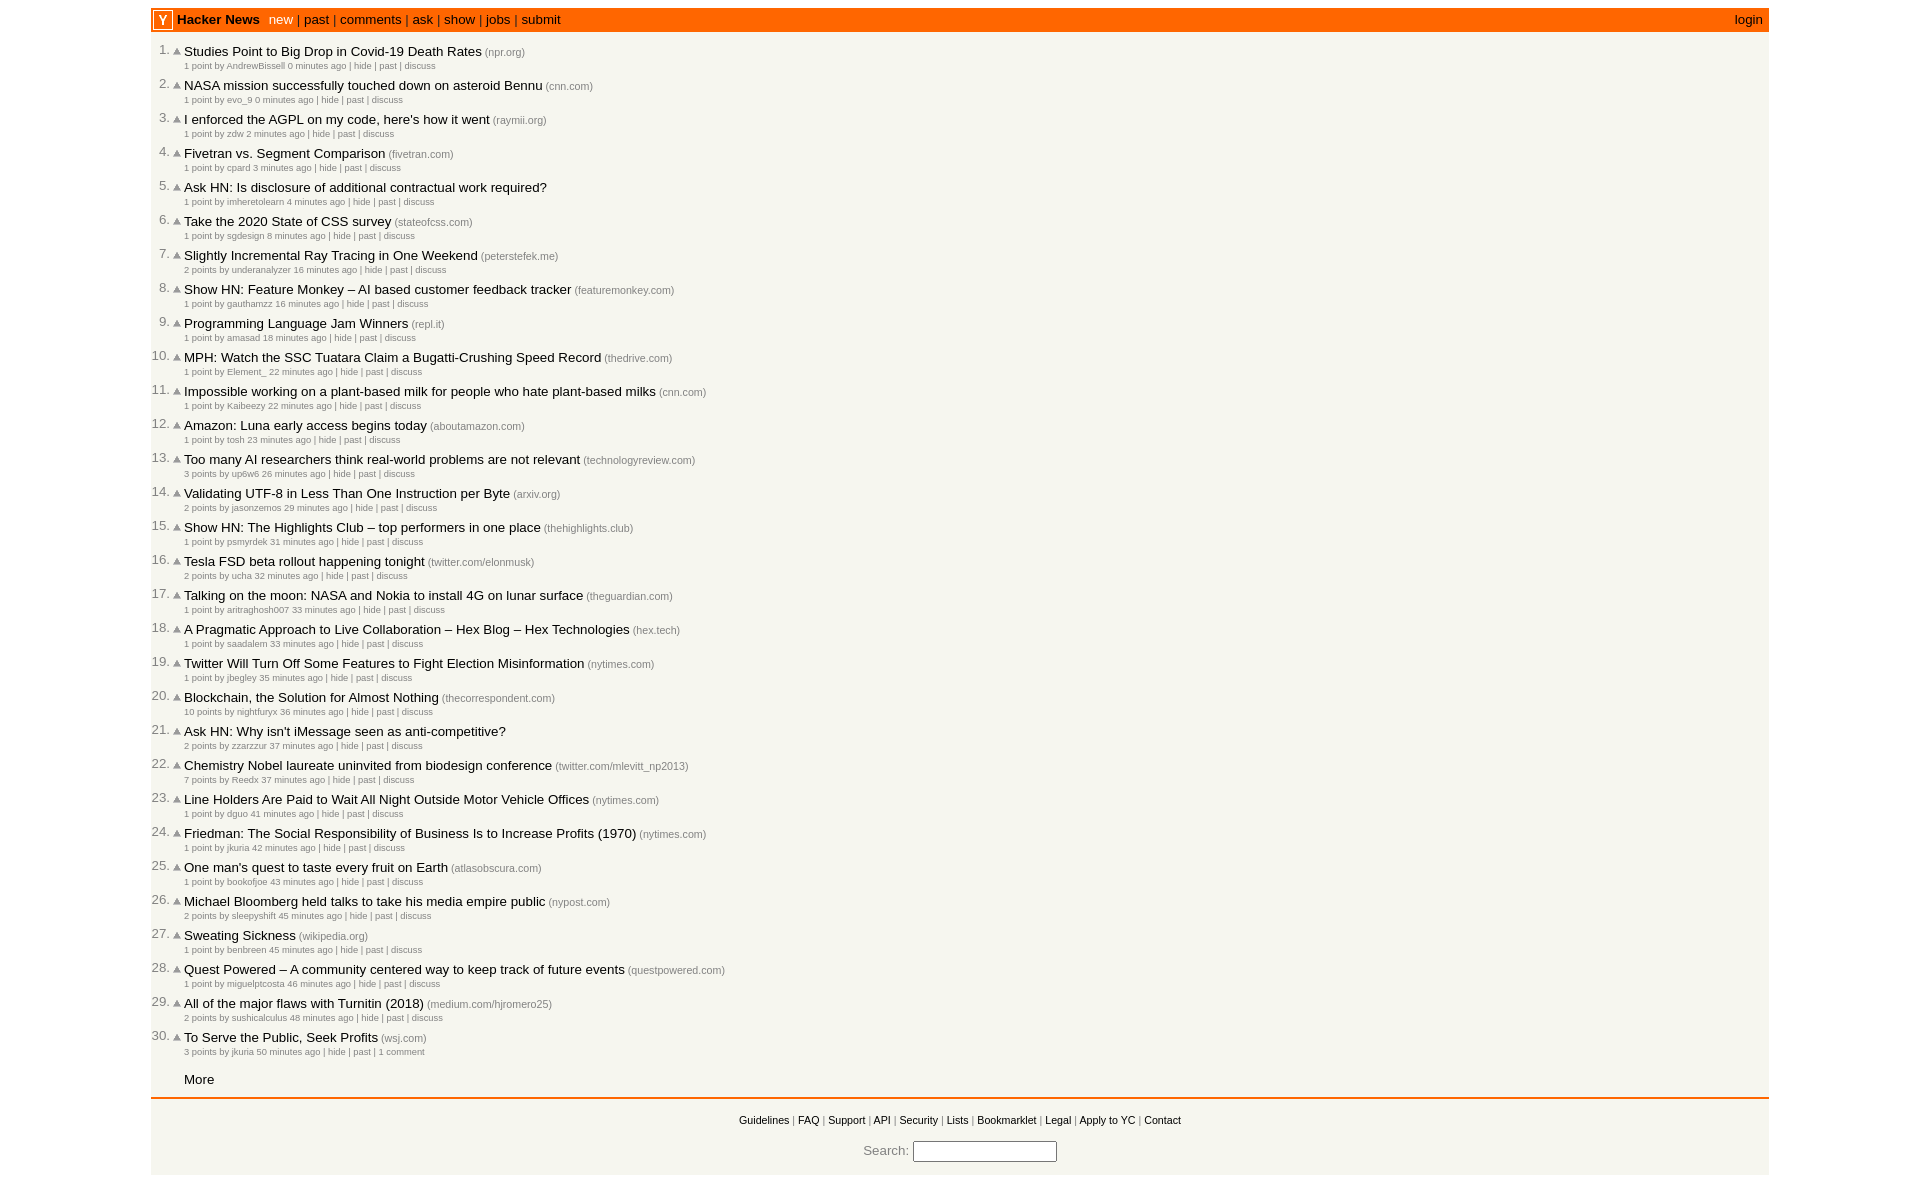 Y Hacker News new | past | comments | ask | show | jobs | submit login
1. Studies Point to Big Drop in Covid-19 Death Rates (npr.org)
1 point by AndrewBissell 0 minutes ago | hide | past | discuss
2. NASA mission successfully touched down on asteroid Bennu (cnn.com)
1 point by evo_9 0 minutes ago | hide | past | discuss
3. I enforced the AGPL on my code, here's how it went (raymii.org)
1 point by zdw 2 minutes ago | hide | past | discuss
4. Fivetran vs. Segment Comparison (fivetran.com)
1 point by cpard 3 minutes ago | hide | past | discuss
5. Ask HN: Is disclosure of additional contractual work required?
1 point by imheretolearn 4 minutes ago | hide | past | discuss
6. Take the 2020 State of CSS survey (stateofcss.com)
1 point by sgdesign 8 minutes ago | hide | past | discuss
7. Slightly Incremental Ray Tracing in One Weekend (peterstefek.me)
2 points by underanalyzer 16 minutes ago | hide | past | discuss
8. Show HN: Feature Monkey – AI based customer feedback tracker (featuremonkey.com)
1 point by gauthamzz 16 minutes ago | hide | past | discuss
9. Programming Language Jam Winners (repl.it)
1 point by amasad 18 minutes ago | hide | past | discuss
10. MPH: Watch the SSC Tuatara Claim a Bugatti-Crushing Speed Record (thedrive.com)
1 point by Element_ 22 minutes ago | hide | past | discuss
11. Impossible working on a plant-based milk for people who hate plant-based milks (cnn.com)
1 point by Kaibeezy 22 minutes ago | hide | past | discuss
12. Amazon: Luna early access begins today (aboutamazon.com)
1 point by tosh 23 minutes ago | hide | past | discuss
13. Too many AI researchers think real-world problems are not relevant (technologyreview.com)
3 points by up6w6 26 minutes ago | hide | past | discuss
14. Validating UTF-8 in Less Than One Instruction per Byte (arxiv.org)
2 points by jasonzemos 29 minutes ago | hide | past | discuss
15. Show HN: The Highlights Club – top performers in one place (thehighlights.club)
1 point by psmyrdek 31 minutes ago | hide | past | discuss
16. Tesla FSD beta rollout happening tonight (twitter.com/elonmusk)
2 points by ucha 32 minutes ago | hide | past | discuss
17. Talking on the moon: NASA and Nokia to install 4G on lunar surface (theguardian.com)
1 point by aritraghosh007 33 minutes ago | hide | past | discuss
18. A Pragmatic Approach to Live Collaboration – Hex Blog – Hex Technologies (hex.tech)
1 point by saadalem 33 minutes ago | hide | past | discuss
19. Twitter Will Turn Off Some Features to Fight Election Misinformation (nytimes.com)
1 point by jbegley 35 minutes ago | hide | past | discuss
20. Blockchain, the Solution for Almost Nothing (thecorrespondent.com)
10 points by nightfuryx 36 minutes ago | hide | past | discuss
21. Ask HN: Why isn't iMessage seen as anti-competitive?
2 points by zzarzzur 37 minutes ago | hide | past | discuss
22. Chemistry Nobel laureate uninvited from biodesign conference (twitter.com/mlevitt_np2013)
7 points by Reedx 37 minutes ago | hide | past | discuss
23. Line Holders Are Paid to Wait All Night Outside Motor Vehicle Offices (nytimes.com)
1 point by dguo 41 minutes ago | hide | past | discuss
24. Friedman: The Social Responsibility of Business Is to Increase Profits (1970) (nytimes.com)
1 point by jkuria 42 minutes ago | hide | past | discuss
25. One man's quest to taste every fruit on Earth (atlasobscura.com)
1 point by bookofjoe 43 minutes ago | hide | past | discuss
26. Michael Bloomberg held talks to take his media empire public (nypost.com)
2 points by sleepyshift 45 minutes ago | hide | past | discuss
27. Sweating Sickness (wikipedia.org)
1 point by benbreen 45 minutes ago | hide | past | discuss
28. Quest Powered – A community centered way to keep track of future events (questpowered.com)
1 point by miguelptcosta 46 minutes ago | hide | past | discuss
29. All of the major flaws with Turnitin (2018) (medium.com/hjromero25)
2 points by sushicalculus 48 minutes ago | hide | past | discuss
30. To Serve the Public, Seek Profits (wsj.com)
3 points by jkuria 50 minutes ago | hide | past | 1 comment
More
Guidelines | FAQ | Support | API | Security | Lists | Bookmarklet | Legal | Apply to YC | Contact
Search: